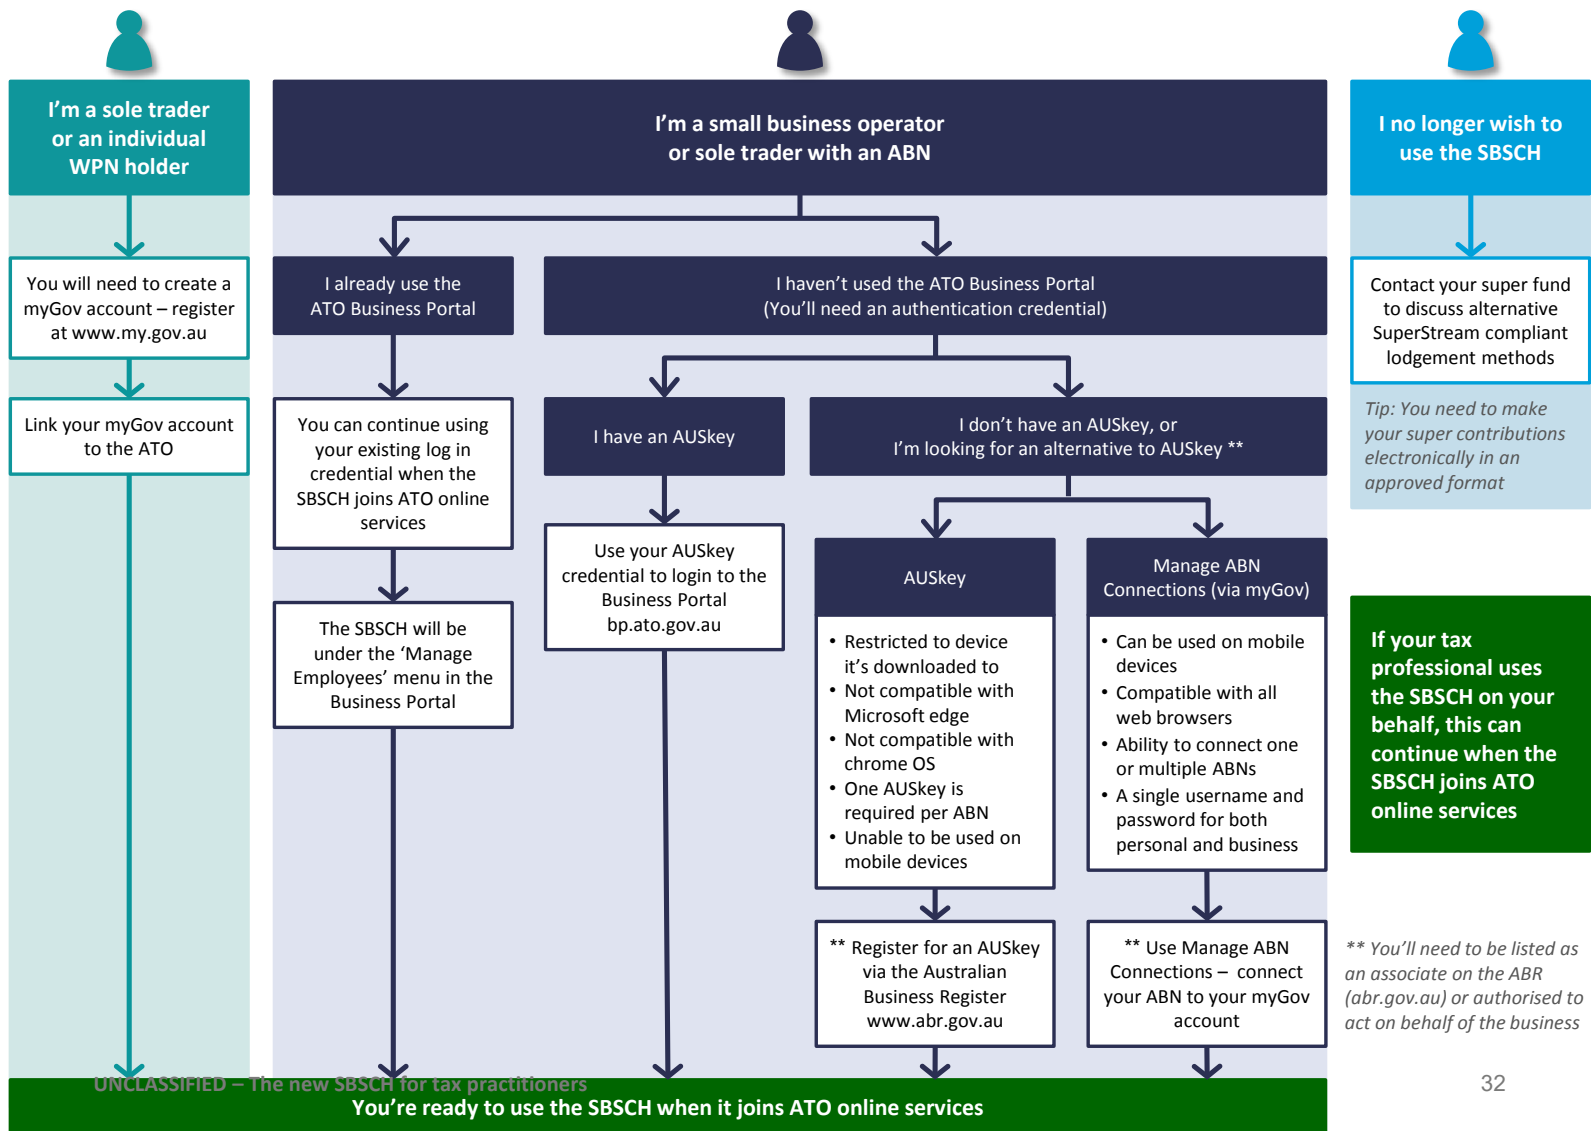 I'm a sole trader
or an individual
WPN holder
You will need to create a
myGov account – register
at www.my.gov.au
Link your myGov account
to the ATO
I'm a small business operator
or sole trader with an ABN
I already use the
ATO Business Portal
You can continue using
your existing log in
credential when the
SBSCH joins ATO online
services
The SBSCH will be
under the 'Manage
Employees' menu in the
Business Portal
I haven't used the ATO Business Portal
(You'll need an authentication credential)
I have an AUSkey
Use your AUSkey
credential to login to the
Business Portal
bp.ato.gov.au
I don't have an AUSkey, or
I'm looking for an alternative to AUSkey **
AUSkey
• Restricted to device
it's downloaded to
• Not compatible with
Microsoft edge
• Not compatible with
chrome OS
• One AUSkey is
required per ABN
• Unable to be used on
mobile devices
** Register for an AUSkey
via the Australian
Business Register
www.abr.gov.au
Manage ABN
Connections (via myGov)
• Can be used on mobile
devices
• Compatible with all
web browsers
• Ability to connect one
or multiple ABNs
• A single username and
password for both
personal and business
** Use Manage ABN
Connections – connect
your ABN to your myGov
account
I no longer wish to
use the SBSCH
Contact your super fund
to discuss alternative
SuperStream compliant
lodgement methods
Tip: You need to make
your super contributions
electronically in an
approved format
If your tax
professional uses
the SBSCH on your
behalf, this can
continue when the
SBSCH joins ATO
online services
** You'll need to be listed as
an associate on the ABR
(abr.gov.au) or authorised to
act on behalf of the business
UNCLASSIFIED – The new SBSCH for tax practitioners
32
You're ready to use the SBSCH when it joins ATO online services